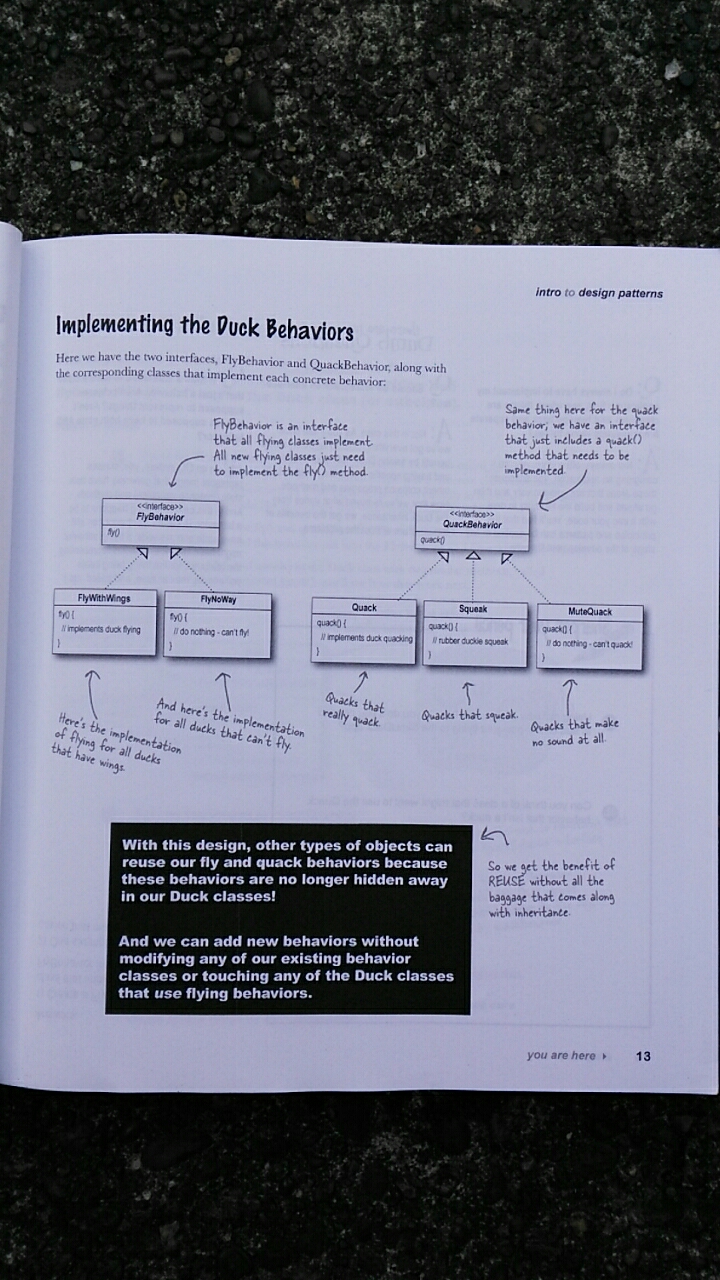 intro to design patterns
Implementing the Duck Behaviors
Here we have the two interfaces, FlyBehavior and QuackBehavior, along with
the corresponding classes that implement each concrete behavior:
FlyBehavior is an interface
that all flying classes implement.
All new flying classes just need
to implement the fly() method.
Same thing here for the quack
behavior; we have an interface
that just includes a quack()
method that needs to be
implemented.
<<interface>>
FlyBehavior
fly()
<<interface>>
QuackBehavior
quack()
FlyWithWings
fly() {
// implements duck flying
}
FlyNoWay
fly() {
// do nothing - can't fly!
}
Quack
quack() {
// implements duck quacking
}
Squeak
quack() {
// rubber duckie squeak
}
MuteQuack
quack() {
// do nothing - can't quack!
}
Here's the implementation
of flying for all ducks
that have wings.
And here's the implementation
for all ducks that can't fly.
Quacks that
really quack.
Quacks that squeak.
Quacks that make
no sound at all.
With this design, other types of objects can
reuse our fly and quack behaviors because
these behaviors are no longer hidden away
in our Duck classes!
And we can add new behaviors without
modifying any of our existing behavior
classes or touching any of the Duck classes
that use flying behaviors.
So we get the benefit of
REUSE without all the
baggage that comes along
with inheritance.
you are here ▸ 13